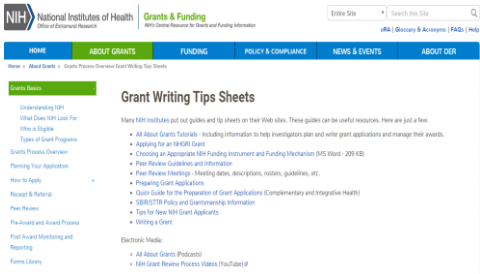 NIH National Institutes of Health
Office of Extramural Research
Grants & Funding
NIH's Central Resource for Grants and Funding Information
Entire Site
Search this Site
eRA | Glossary & Acronyms | FAQs | Help
HOME ABOUT GRANTS FUNDING POLICY & COMPLIANCE NEWS & EVENTS ABOUT OER
Home » About Grants » Grants Process Overview Grant Writing Tips Sheets
Grants Basics
Understanding NIH
What Does NIH Look For
Who is Eligible
Types of Grant Programs
Grants Process Overview
Planning Your Application
How to Apply
Receipt & Referral
Peer Review
Pre-Award and Award Process
Post Award Monitoring and
Reporting
Forms Library
Grant Writing Tips Sheets
Many NIH Institutes put out guides and tip sheets on their Web sites. These guides can be useful resources. Here are just a few.
All About Grants Tutorials - Including information to help investigators plan and write grant applications and manage their awards.
Applying for an NHGRI Grant
Choosing an Appropriate NIH Funding Instrument and Funding Mechanism (MS Word - 209 KB)
Peer Review Guidelines and Information
Peer Review Meetings - Meeting dates, descriptions, rosters, guidelines, etc.
Preparing Grant Applications
Quick Guide for the Preparation of Grant Applications (Complementary and Integrative Health)
SBIR/STTR Policy and Grantsmanship Information
Tips for New NIH Grant Applicants
Writing a Grant
Electronic Media:
All About Grants (Podcasts)
NIH Grant Review Process Videos (YouTube)